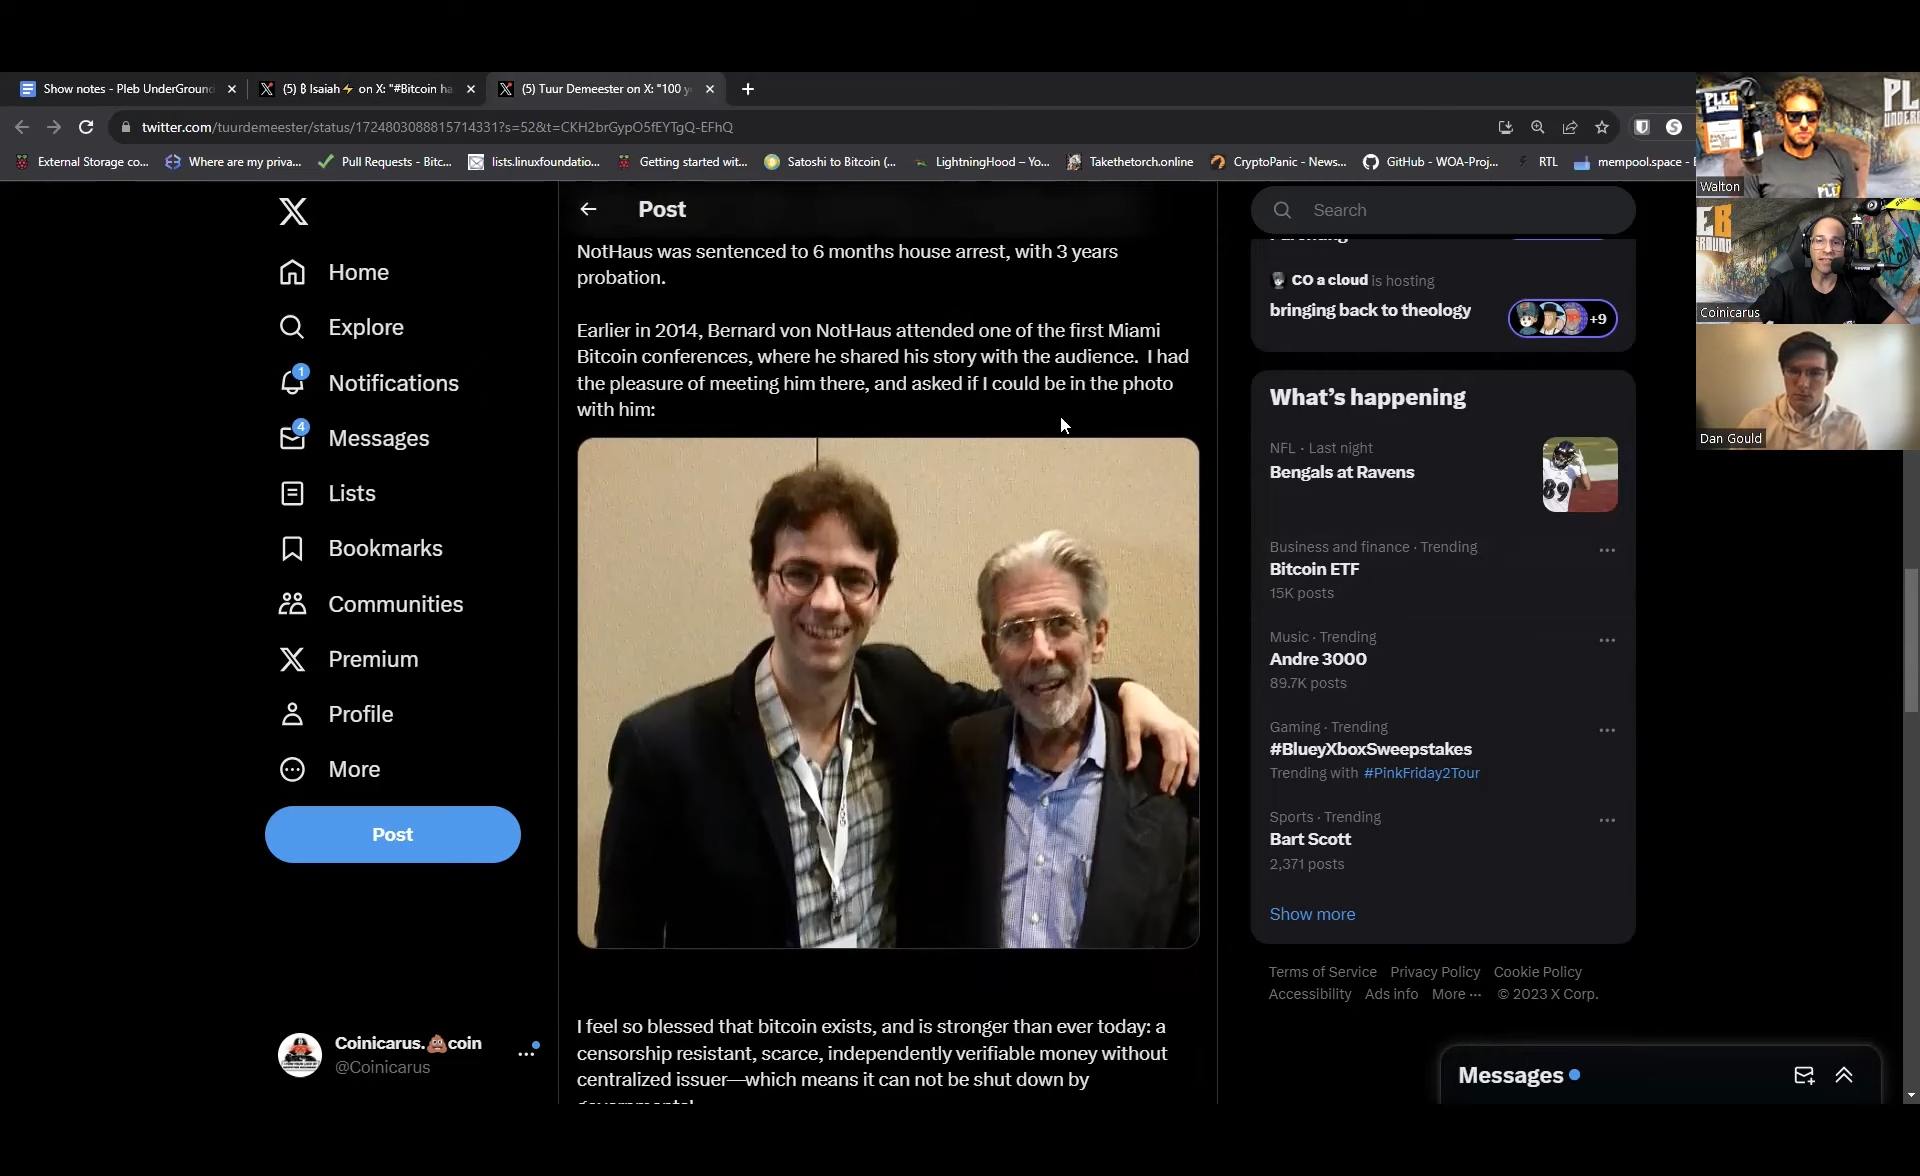 Show notes - Pleb UnderGround
(5) ₿ Isaiah⚡ on X: "#Bitcoin ha
(5) Tuur Demeester on X: "100 y
twitter.com/tuurdemeester/status/1724803088815714331?s=52&t=CKH2brGypO5fEYTgQ-EFhQ
External Storage co...
Where are my priva...
Pull Requests - Bitc...
lists.linuxfoundatio...
Getting started wit...
Satoshi to Bitcoin (...
LightningHood – Yo...
Takethetorch.online
CryptoPanic - News...
GitHub - WOA-Proj...
RTL
mempool.space -
Home
Explore
1
Notifications
4
Messages
Lists
Bookmarks
Communities
Premium
Profile
More
Post
Coinicarus.💩coin
@Coinicarus
Post
NotHaus was sentenced to 6 months house arrest, with 3 years
probation.
Earlier in 2014, Bernard von NotHaus attended one of the first Miami
Bitcoin conferences, where he shared his story with the audience. I had
the pleasure of meeting him there, and asked if I could be in the photo
with him:
I feel so blessed that bitcoin exists, and is stronger than ever today: a
censorship resistant, scarce, independently verifiable money without
centralized issuer—which means it can not be shut down by
Search
CO a cloud is hosting
bringing back to theology
+9
What's happening
NFL · Last night
Bengals at Ravens
89
Business and finance · Trending
Bitcoin ETF
15K posts
Music · Trending
Andre 3000
89.7K posts
Gaming · Trending
#BlueyXboxSweepstakes
Trending with #PinkFriday2Tour
Sports · Trending
Bart Scott
2,371 posts
Show more
Terms of Service Privacy Policy Cookie Policy
Accessibility Ads info More ··· © 2023 X Corp.
Messages
PLEB
PL
UNDER
Walton
Coinicarus
Dan Gould